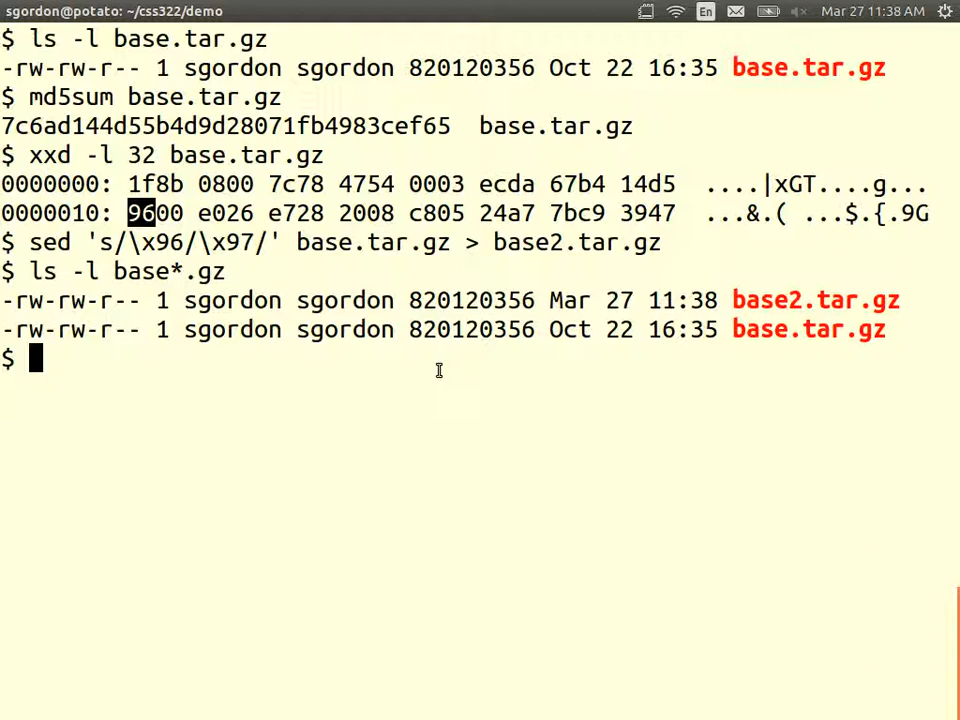 sgordon@potato: ~/css322/demo En Mar 27 11:38 AM
$ ls -l base.tar.gz
-rw-rw-r-- 1 sgordon sgordon 820120356 Oct 22 16:35 base.tar.gz
$ md5sum base.tar.gz
7c6ad144d55b4d9d28071fb4983cef65  base.tar.gz
$ xxd -l 32 base.tar.gz
0000000: 1f8b 0800 7c78 4754 0003 ecda 67b4 14d5  ....|xGT....g...
0000010: 9600 e026 e728 2008 c805 24a7 7bc9 3947  ...&.( ...$.{.9G
$ sed 's/\x96/\x97/' base.tar.gz > base2.tar.gz
$ ls -l base*.gz
-rw-rw-r-- 1 sgordon sgordon 820120356 Mar 27 11:38 base2.tar.gz
-rw-rw-r-- 1 sgordon sgordon 820120356 Oct 22 16:35 base.tar.gz
$